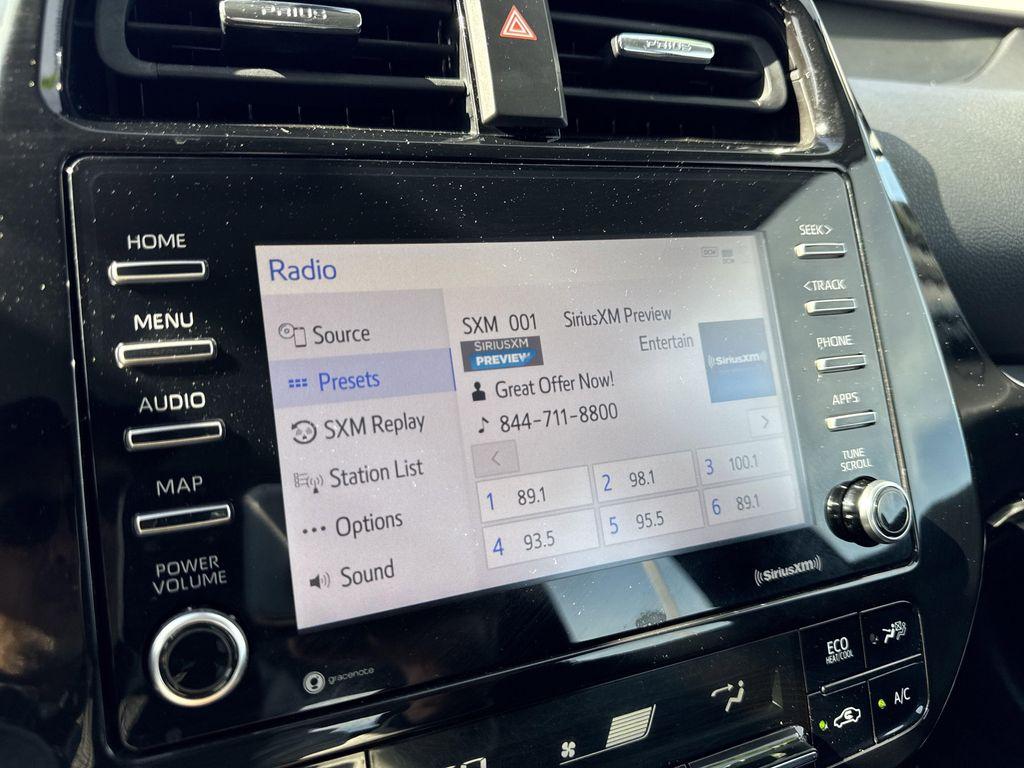 PRIUS
PRIUS
HOME
MENU
AUDIO
MAP
POWER
VOLUME
Radio
Source
Presets
SXM Replay
Station List
Options
Sound
SXM 001
SiriusXM Preview
SIRIUSXM
PREVIEW
Entertain
SiriusXM
Great Offer Now!
844-711-8800
1 89.1
2 98.1
3 100.1
4 93.5
5 95.5
6 89.1
SEEK>
<TRACK
PHONE
APPS
TUNE
SCROLL
SiriusXM
gracenote
ECO
HEAT/COOL
A/C